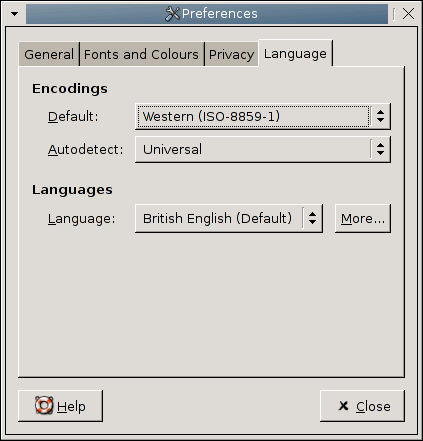 Preferences
General Fonts and Colours Privacy Language
Encodings
Default: Western (ISO-8859-1)
Autodetect: Universal
Languages
Language: British English (Default) More...
Help Close